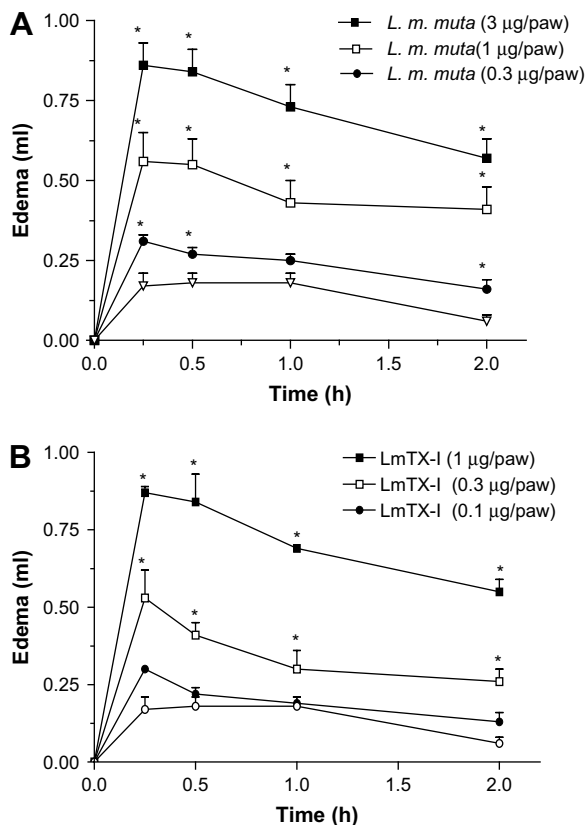 A
* L. m. muta (3 μg/paw)
L. m. muta(1 μg/paw)
L. m. muta (0.3 μg/paw)
1.00
0.75
0.50
0.25
0.00
Edema (ml)
* * * *
* * * *
* * *
0.0 0.5 1.0 1.5 2.0
Time (h)
B
LmTX-I (1 μg/paw)
LmTX-I (0.3 μg/paw)
LmTX-I (0.1 μg/paw)
1.00
0.75
0.50
0.25
0.00
Edema (ml)
* * * *
* * * *
0.0 0.5 1.0 1.5 2.0
Time (h)